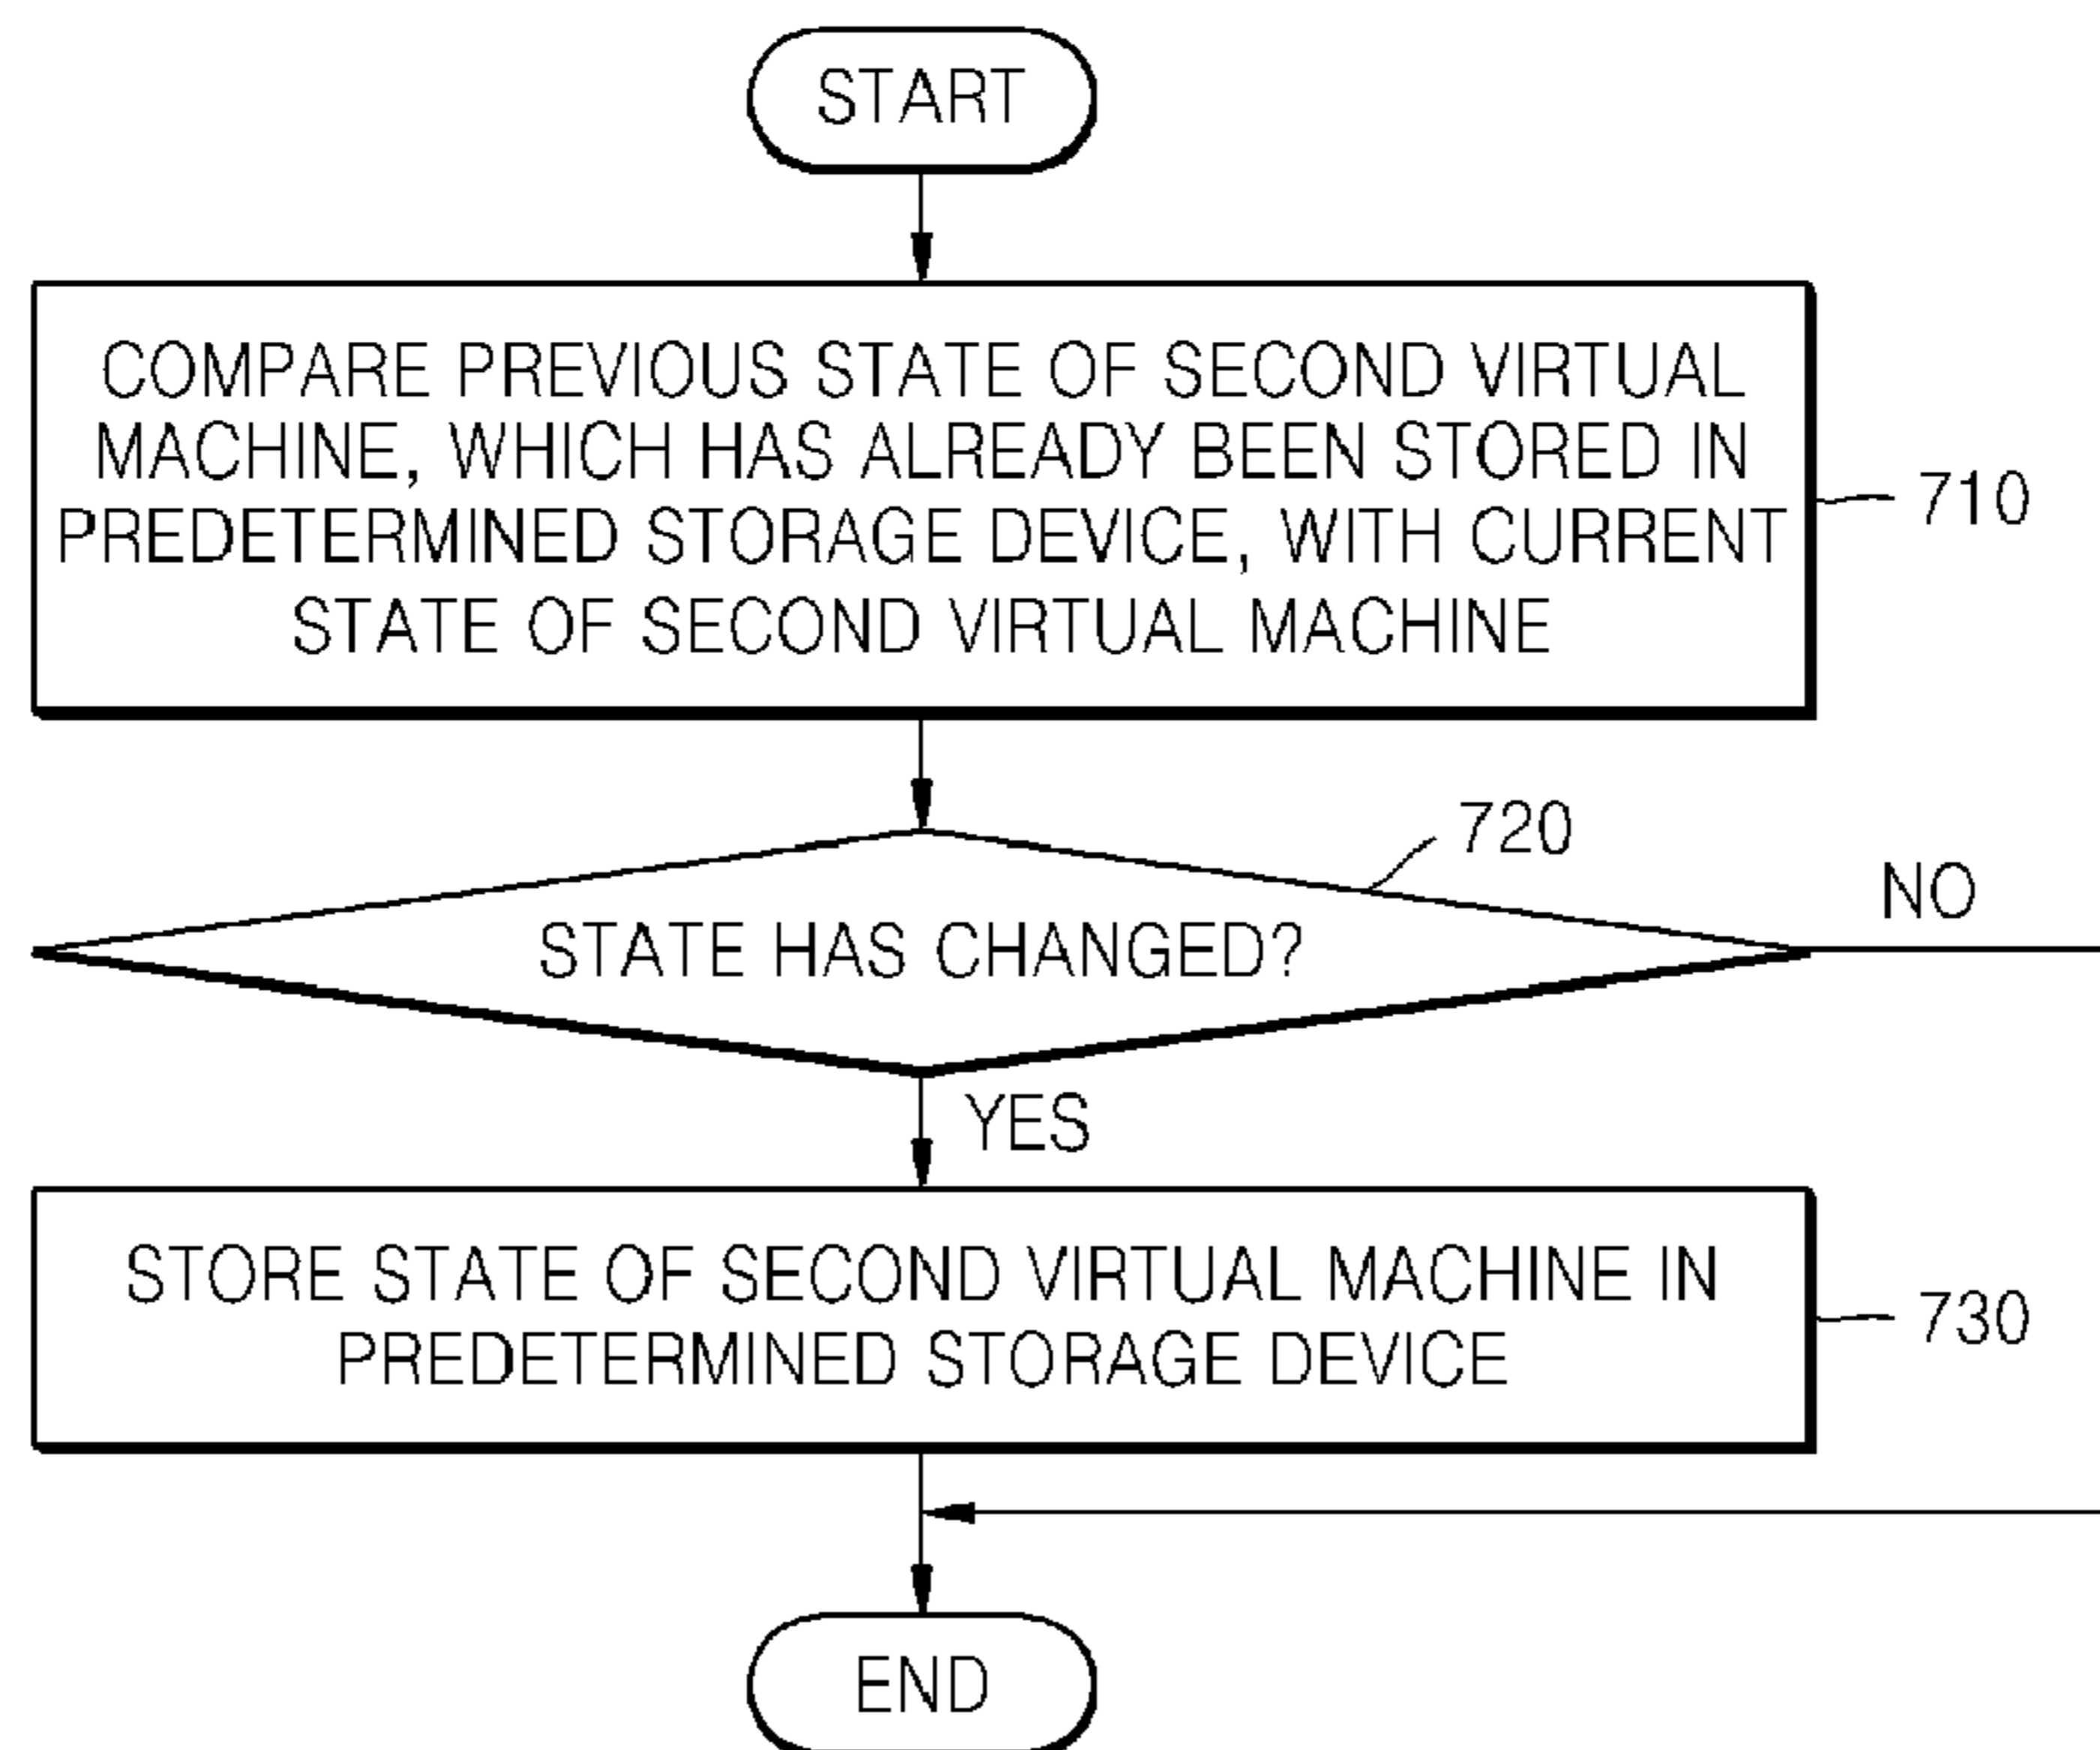 START
COMPARE PREVIOUS STATE OF SECOND VIRTUAL
MACHINE, WHICH HAS ALREADY BEEN STORED IN
PREDETERMINED STORAGE DEVICE, WITH CURRENT
STATE OF SECOND VIRTUAL MACHINE
710
720
NO
STATE HAS CHANGED?
YES
STORE STATE OF SECOND VIRTUAL MACHINE IN
PREDETERMINED STORAGE DEVICE
730
END